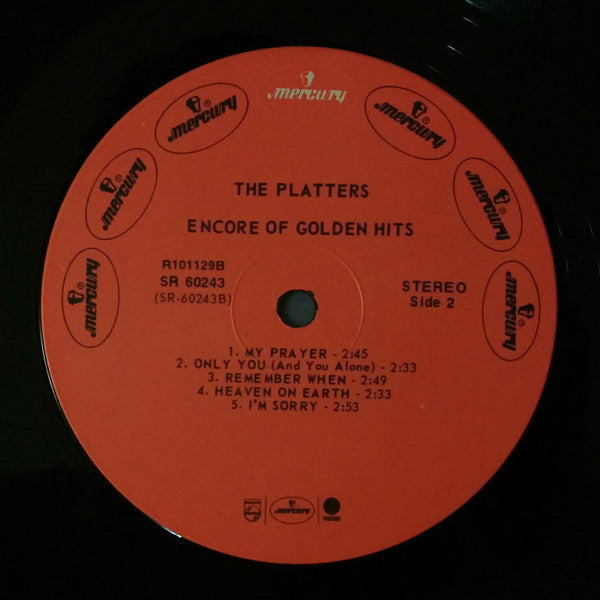 mercury
mercury
mercury
mercury
mercury
mercury
mercury
THE PLATTERS
ENCORE OF GOLDEN HITS
R101129B
SR 60243
(SR-60243B)
STEREO
Side 2
1. MY PRAYER - 2:45
2. ONLY YOU (And You Alone) - 2:33
3. REMEMBER WHEN - 2:49
4. HEAVEN ON EARTH - 2:33
5. I'M SORRY - 2:53
PHILIPS
mercury